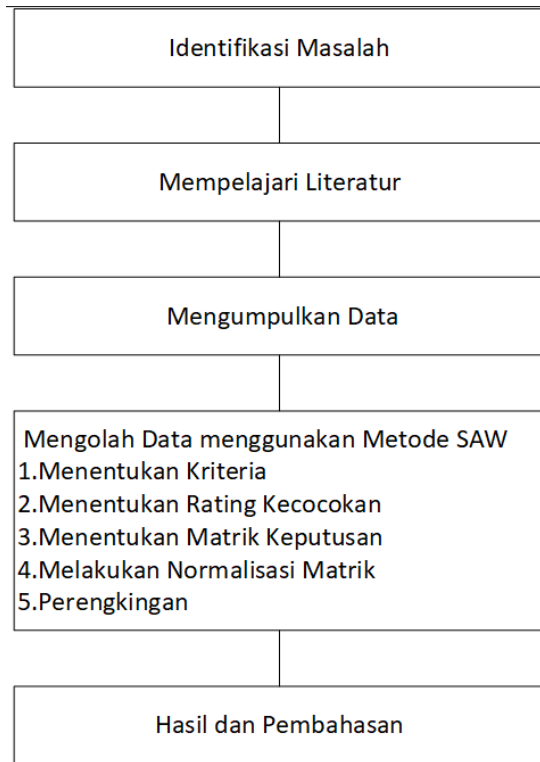 Identifikasi Masalah
Mempelajari Literatur
Mengumpulkan Data
Mengolah Data menggunakan Metode SAW
1.Menentukan Kriteria
2.Menentukan Rating Kecocokan
3.Menentukan Matrik Keputusan
4.Melakukan Normalisasi Matrik
5.Perengkingan
Hasil dan Pembahasan